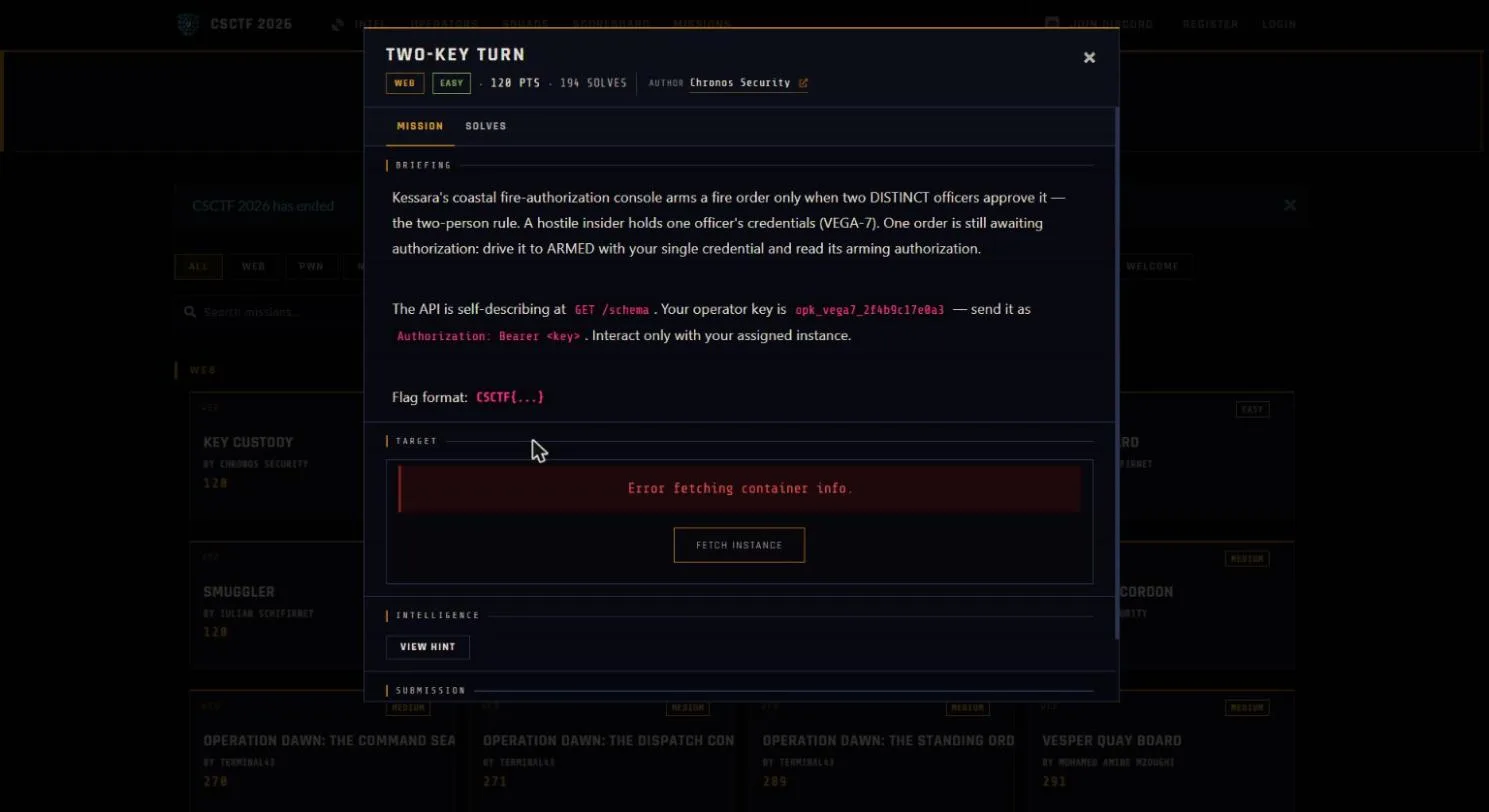 CSCTF 2026
INTEL OPERATORS SQUADS SCOREBOARD MISSIONS
JOIN DISCORD REGISTER LOGIN
TWO-KEY TURN
WEB EASY · 120 PTS · 194 SOLVES AUTHOR Chronos Security
MISSION SOLVES
BRIEFING
Kessara's coastal fire-authorization console arms a fire order only when two DISTINCT officers approve it —
the two-person rule. A hostile insider holds one officer's credentials (VEGA-7). One order is still awaiting
authorization: drive it to ARMED with your single credential and read its arming authorization.
The API is self-describing at GET /schema . Your operator key is opk_vega7_2f4b9c17e0a3 — send it as
Authorization: Bearer <key> . Interact only with your assigned instance.
Flag format: CSCTF{...}
TARGET
Error fetching container info.
FETCH INSTANCE
INTELLIGENCE
VIEW HINT
SUBMISSION
CSCTF 2026 has ended
ALL WEB PWN N WELCOME
Search missions...
WEB
WEB EASY
KEY CUSTODY
BY CHRONOS SECURITY
120
RD
FIRNET
WEB MEDIUM
SMUGGLER
BY IULIAN SCHIFIRNET
120
CORDON
URITY
WEB MEDIUM
OPERATION DAWN: THE COMMAND SEA
BY TERMINAL43
270
WEB MEDIUM
OPERATION DAWN: THE DISPATCH CON
BY TERMINAL43
271
WEB MEDIUM
OPERATION DAWN: THE STANDING ORD
BY TERMINAL43
289
WEB MEDIUM
VESPER QUAY BOARD
BY MOHAMED AMINE MZOUGHI
291